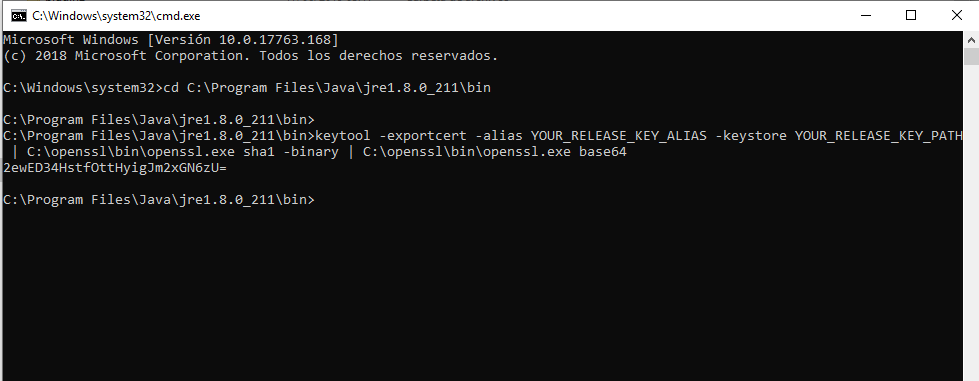 C:\Windows\system32\cmd.exe
Microsoft Windows [Versión 10.0.17763.168]
(c) 2018 Microsoft Corporation. Todos los derechos reservados.
C:\Windows\system32>cd C:\Program Files\Java\jre1.8.0_211\bin
C:\Program Files\Java\jre1.8.0_211\bin>
C:\Program Files\Java\jre1.8.0_211\bin>keytool -exportcert -alias YOUR_RELEASE_KEY_ALIAS -keystore YOUR_RELEASE_KEY_PATH
| C:\openssl\bin\openssl.exe sha1 -binary | C:\openssl\bin\openssl.exe base64
2ewED34HstfOttHyigJm2xGN6zU=
C:\Program Files\Java\jre1.8.0_211\bin>